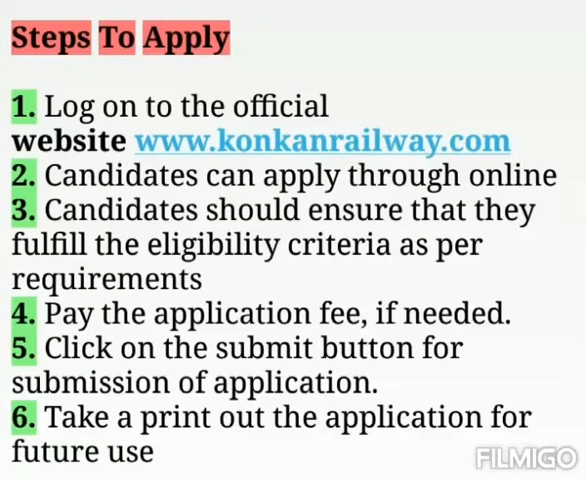 Steps To Apply
1. Log on to the official
website www.konkanrailway.com
2. Candidates can apply through online
3. Candidates should ensure that they
fulfill the eligibility criteria as per
requirements
4. Pay the application fee, if needed.
5. Click on the submit button for
submission of application.
6. Take a print out the application for
future use
FILMIGO